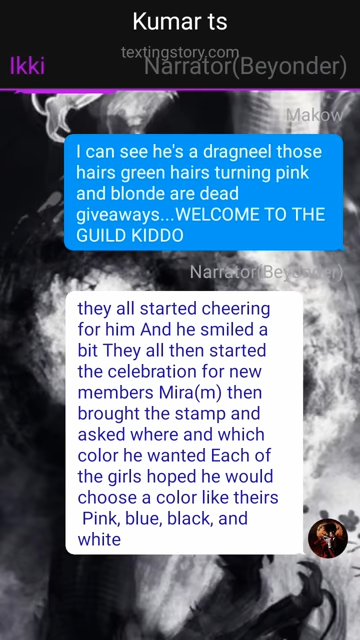 Kumar ts
textingstory.com
Ikki
Narrator(Beyonder)
Makow
I can see he's a dragneel those
hairs green hairs turning pink
and blonde are dead
giveaways...WELCOME TO THE
GUILD KIDDO
Narrator(Beyonder)
they all started cheering
for him And he smiled a
bit They all then started
the celebration for new
members Mira(m) then
brought the stamp and
asked where and which
color he wanted Each of
the girls hoped he would
choose a color like theirs
Pink, blue, black, and
white